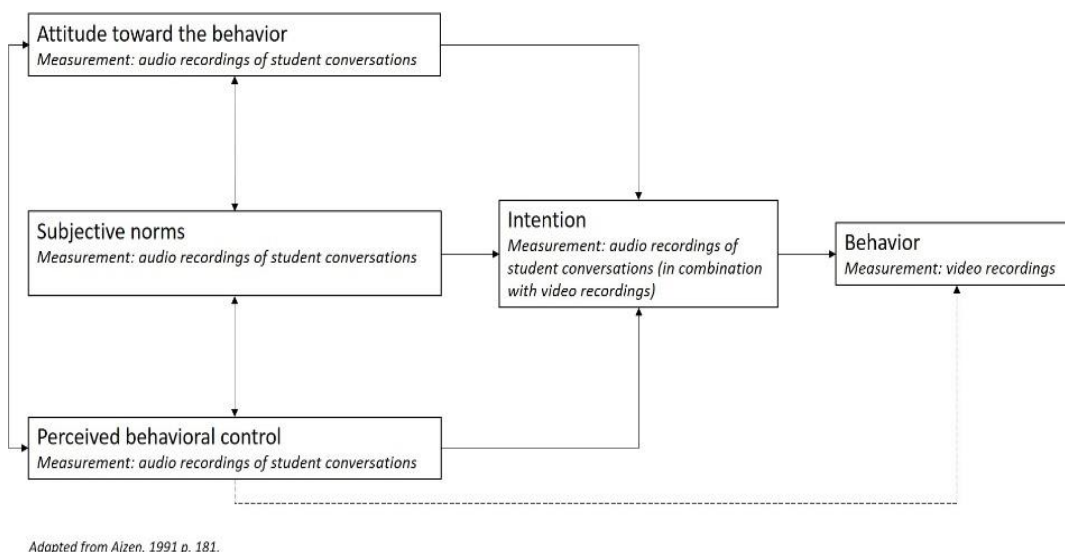 Attitude toward the behavior
Measurement: audio recordings of student conversations
Subjective norms
Measurement: audio recordings of student conversations
Intention
Measurement: audio recordings of
student conversations (in combination
with video recordings)
Behavior
Measurement: video recordings
Perceived behavioral control
Measurement: audio recordings of student conversations
Adapted from Ajzen, 1991 p. 181.